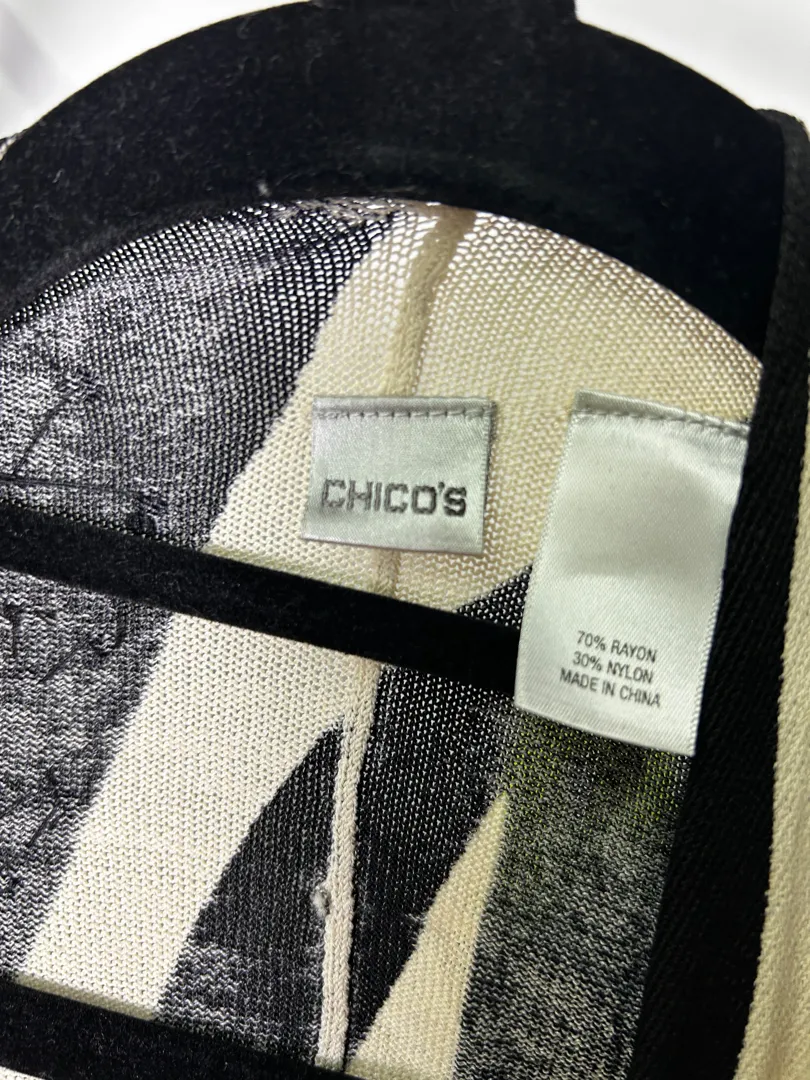 CHICO'S
70% RAYON
30% NYLON
MADE IN CHINA